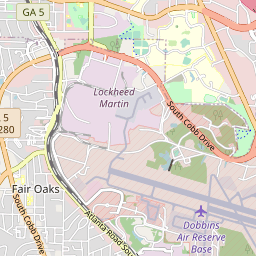 GA 5
Lockheed
Martin
South Cobb Drive
5
280
Fair Oaks
South Cobb Drive
Atlanta Road Sou
Dobbins
Air Reserve
Base